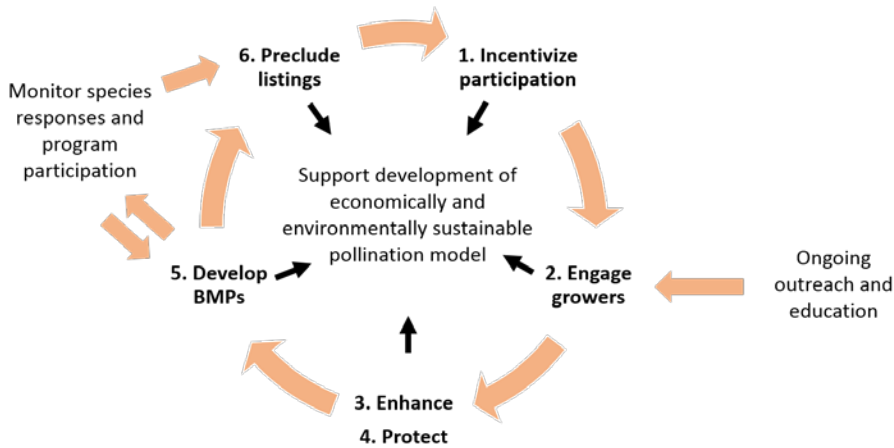 6. Preclude
listings
1. Incentivize
participation
Monitor species
responses and
program
participation
Support development of
economically and
environmentally sustainable
pollination model
5. Develop
BMPs
2. Engage
growers
Ongoing
outreach and
education
3. Enhance
4. Protect